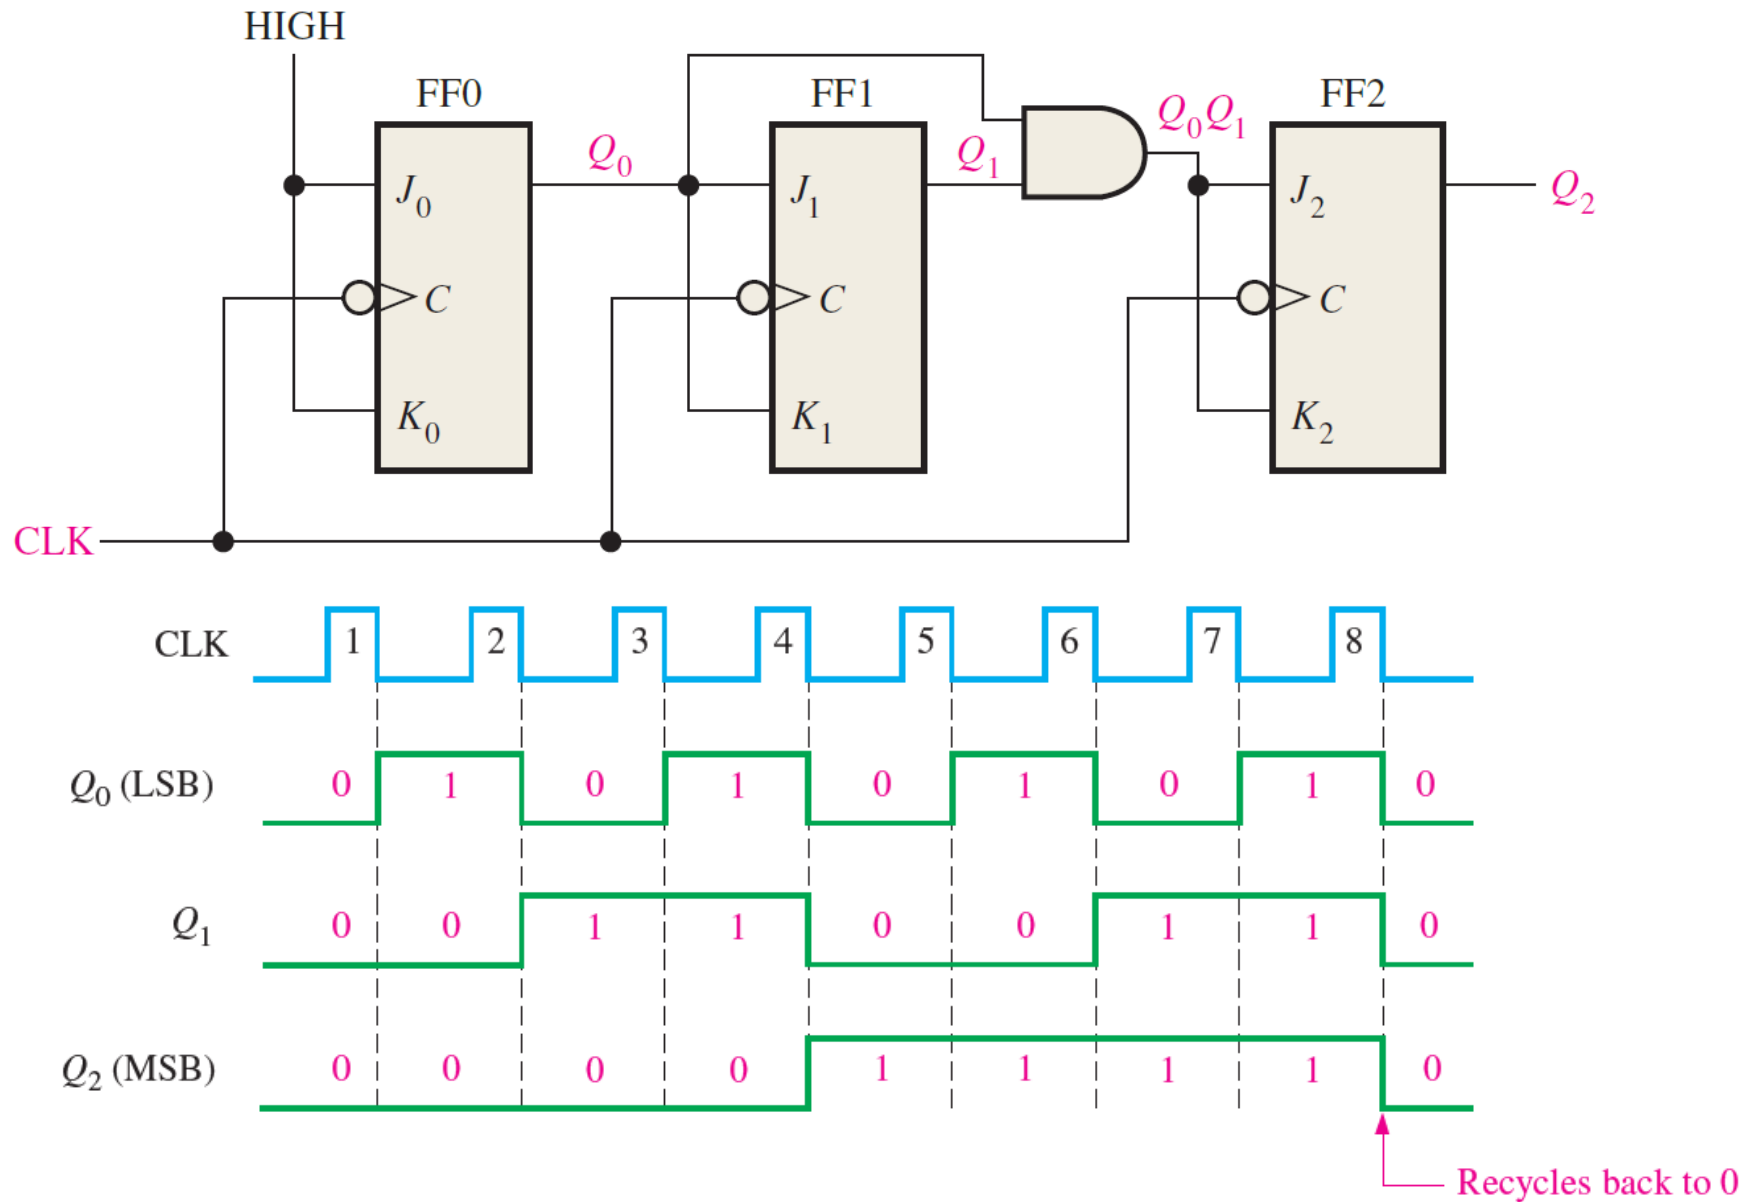 HIGH
FF0 FF1 FF2
Q0 Q1 Q0Q1
J0 J1 J2 Q2
C C C
K0 K1 K2
CLK
CLK 1 2 3 4 5 6 7 8
Q0 (LSB) 0 1 0 1 0 1 0 1 0
Q1 0 0 1 1 0 0 1 1 0
Q2 (MSB) 0 0 0 0 1 1 1 1 0
Recycles back to 0